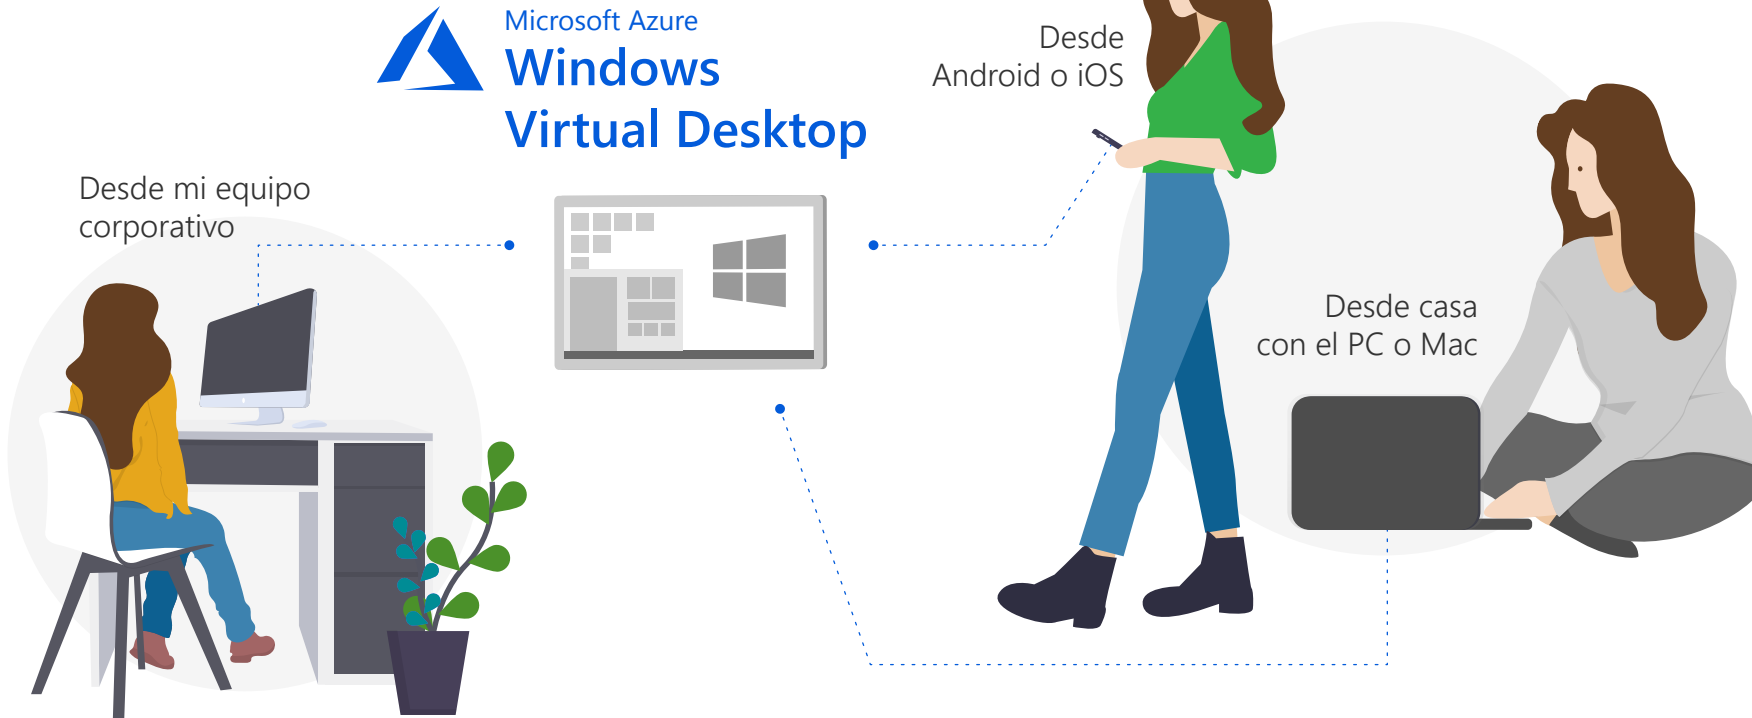 Microsoft Azure
Windows
Virtual Desktop
Desde
Android o iOS
Desde mi equipo
corporativo
Desde casa
con el PC o Mac